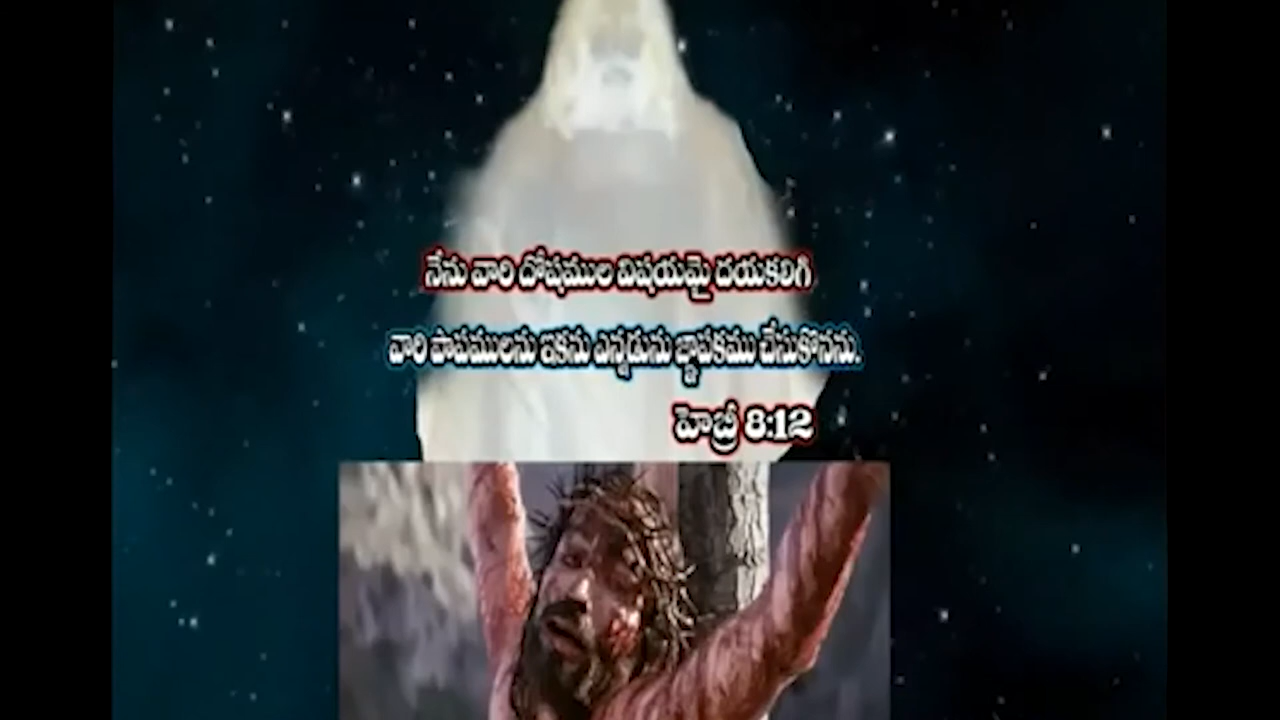 నేను వారి దోషముల విషయమై దయకలిగి
వారి పాపములను ఇకను ఎన్నడును జ్ఞాపకము చేసుకొనను.
హెబ్రీ 8:12